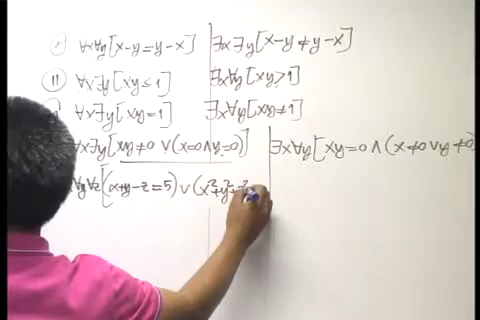 ∀x∀y[x-y=y-x] ∃x∃y[x-y≠y-x]
11 ∀x∃y[xy≤1] ∃x∀y[xy>1]
∀x∃y[xy=1] ∃x∀y[xy≠1]
∀x∃y[xy≠0 ∨(x=0∨y=0)] ∃x∀y[xy=0∧(x≠0∨y≠0)
∀y∀z[(x+y-z=5)∨(x²+y²